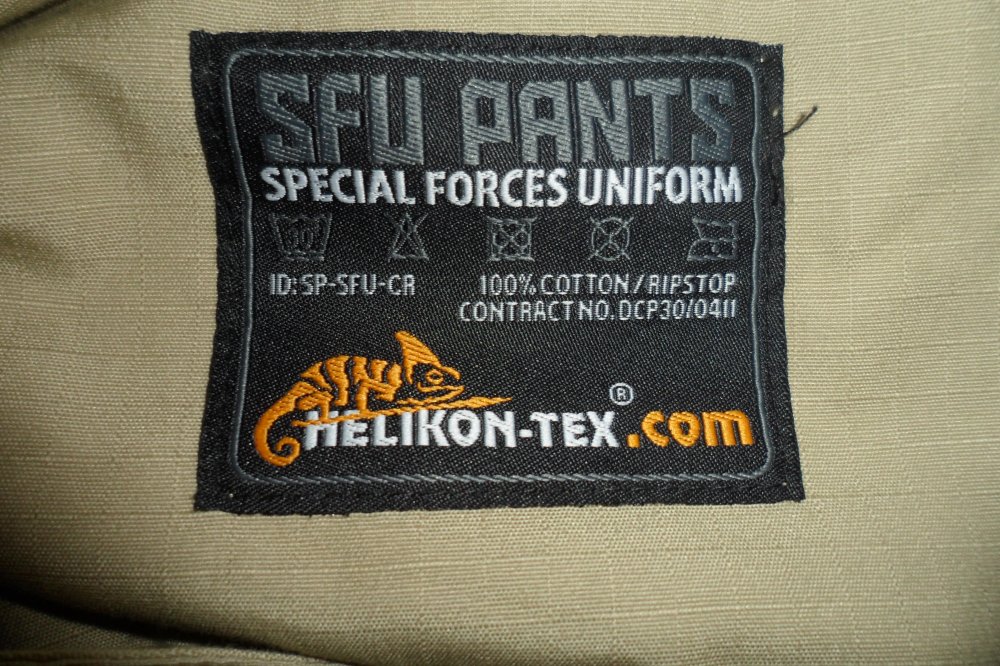 SFU PANTS
SPECIAL FORCES UNIFORM
ID: SP-SFU-CR
100% COTTON/RIPSTOP
CONTRACT NO. DCP30/0411
HELIKON-TEX®.com